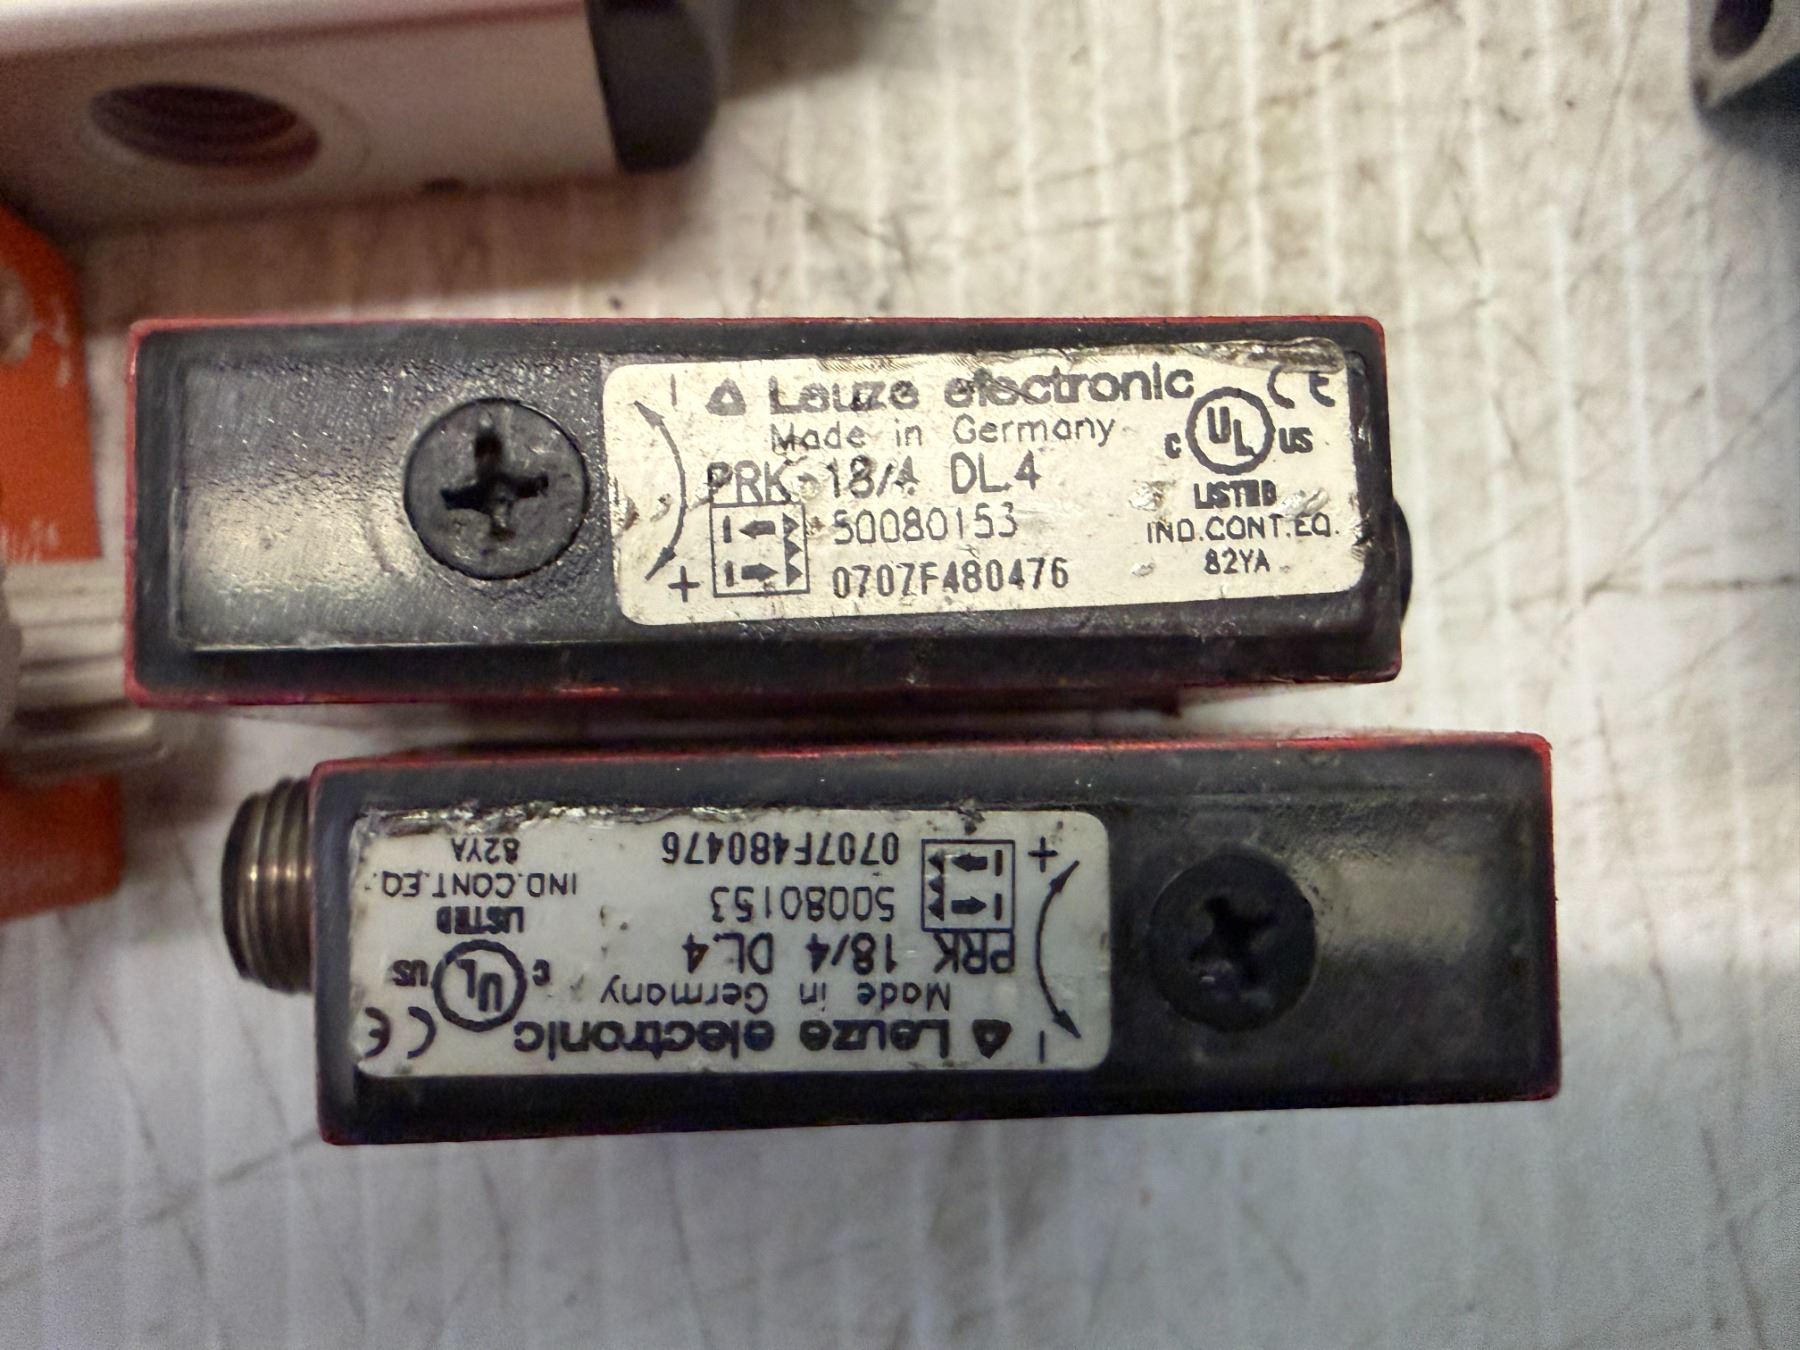 Leuze electronic
Made in Germany
PRK 18/4 DL.4
50080153
0707F480476
CE
C UL US
LISTED
IND.CONT.EQ.
82YA
- +
Leuze electronic
Made in Germany
PRK 18/4 DL.4
50080153
0707F480476
CE
C UL US
LISTED
IND.CONT.EQ.
82YA
- +